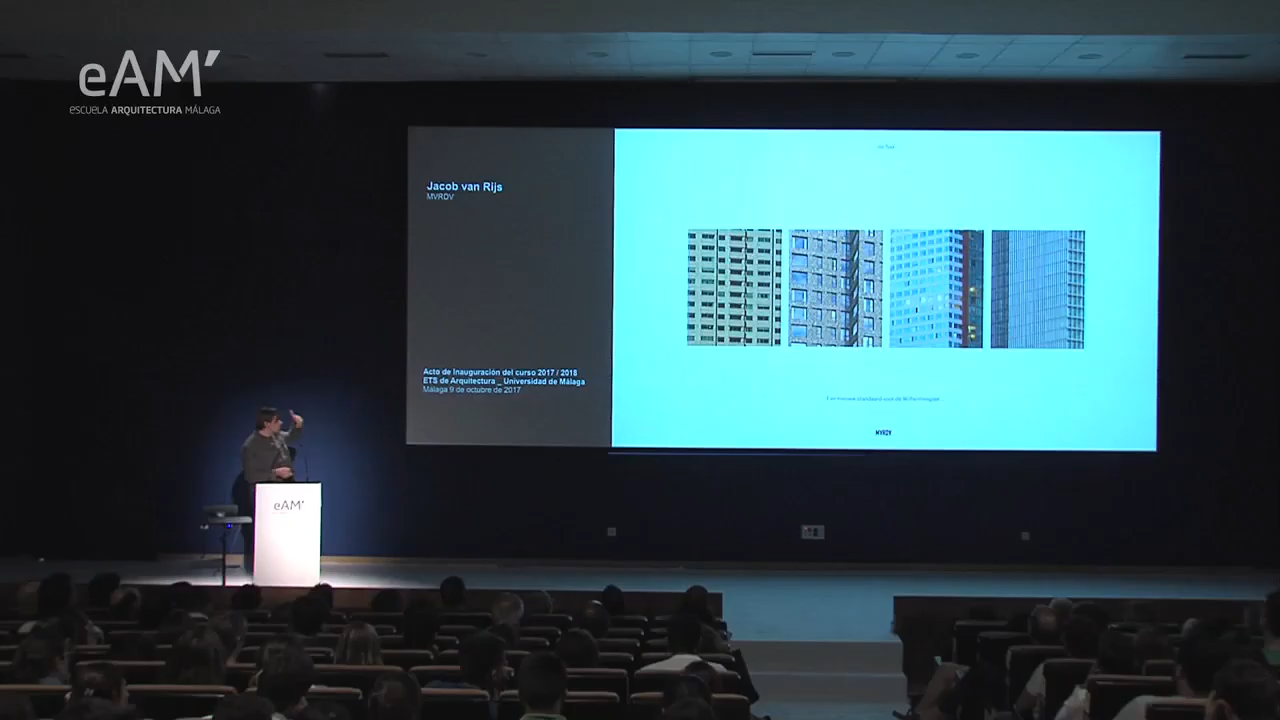 eAM'
ESCUELA ARQUITECTURA MÁLAGA
Jacob van Rijs
MVRDV
Acto de Inauguración del curso 2017 / 2018
ETS de Arquitectura _ Universidad de Málaga
Málaga 9 de octubre de 2017
MVRDV
eAM'